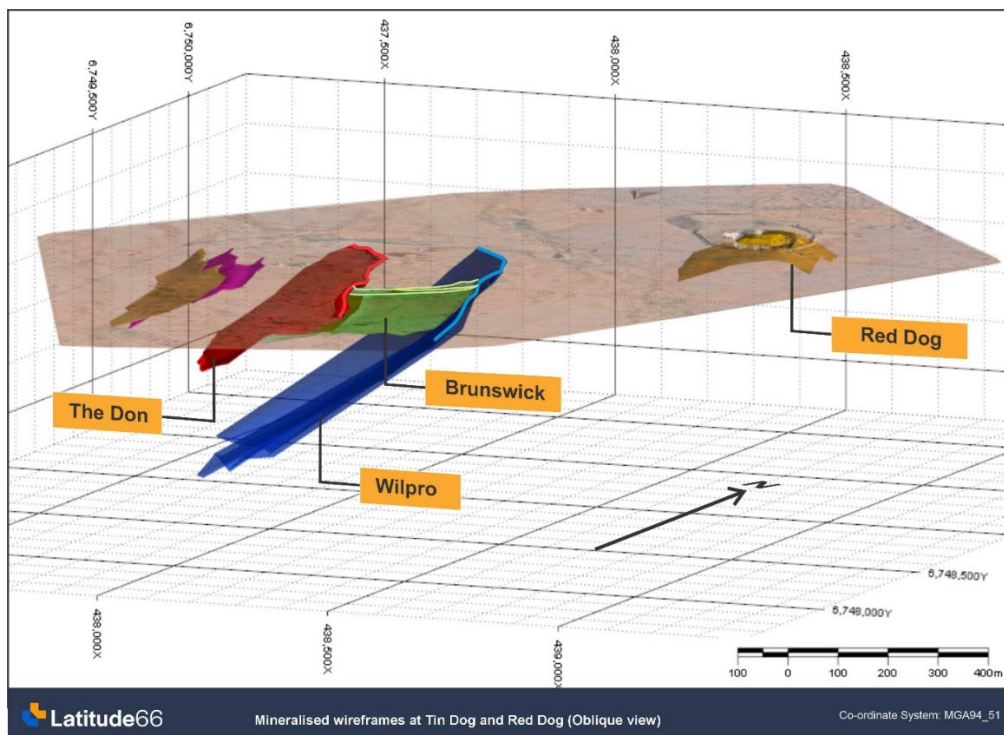 6,749,500Y
6,750,000Y
437,500X
438,000X
438,500X
Red Dog
Brunswick
The Don
Wilpro
N
6,748,500Y
6,748,000Y
438,000X
438,500X
439,000X
100 0 100 200 300 400m
Latitude66
Mineralised wireframes at Tin Dog and Red Dog (Oblique view)
Co-ordinate System: MGA94_51